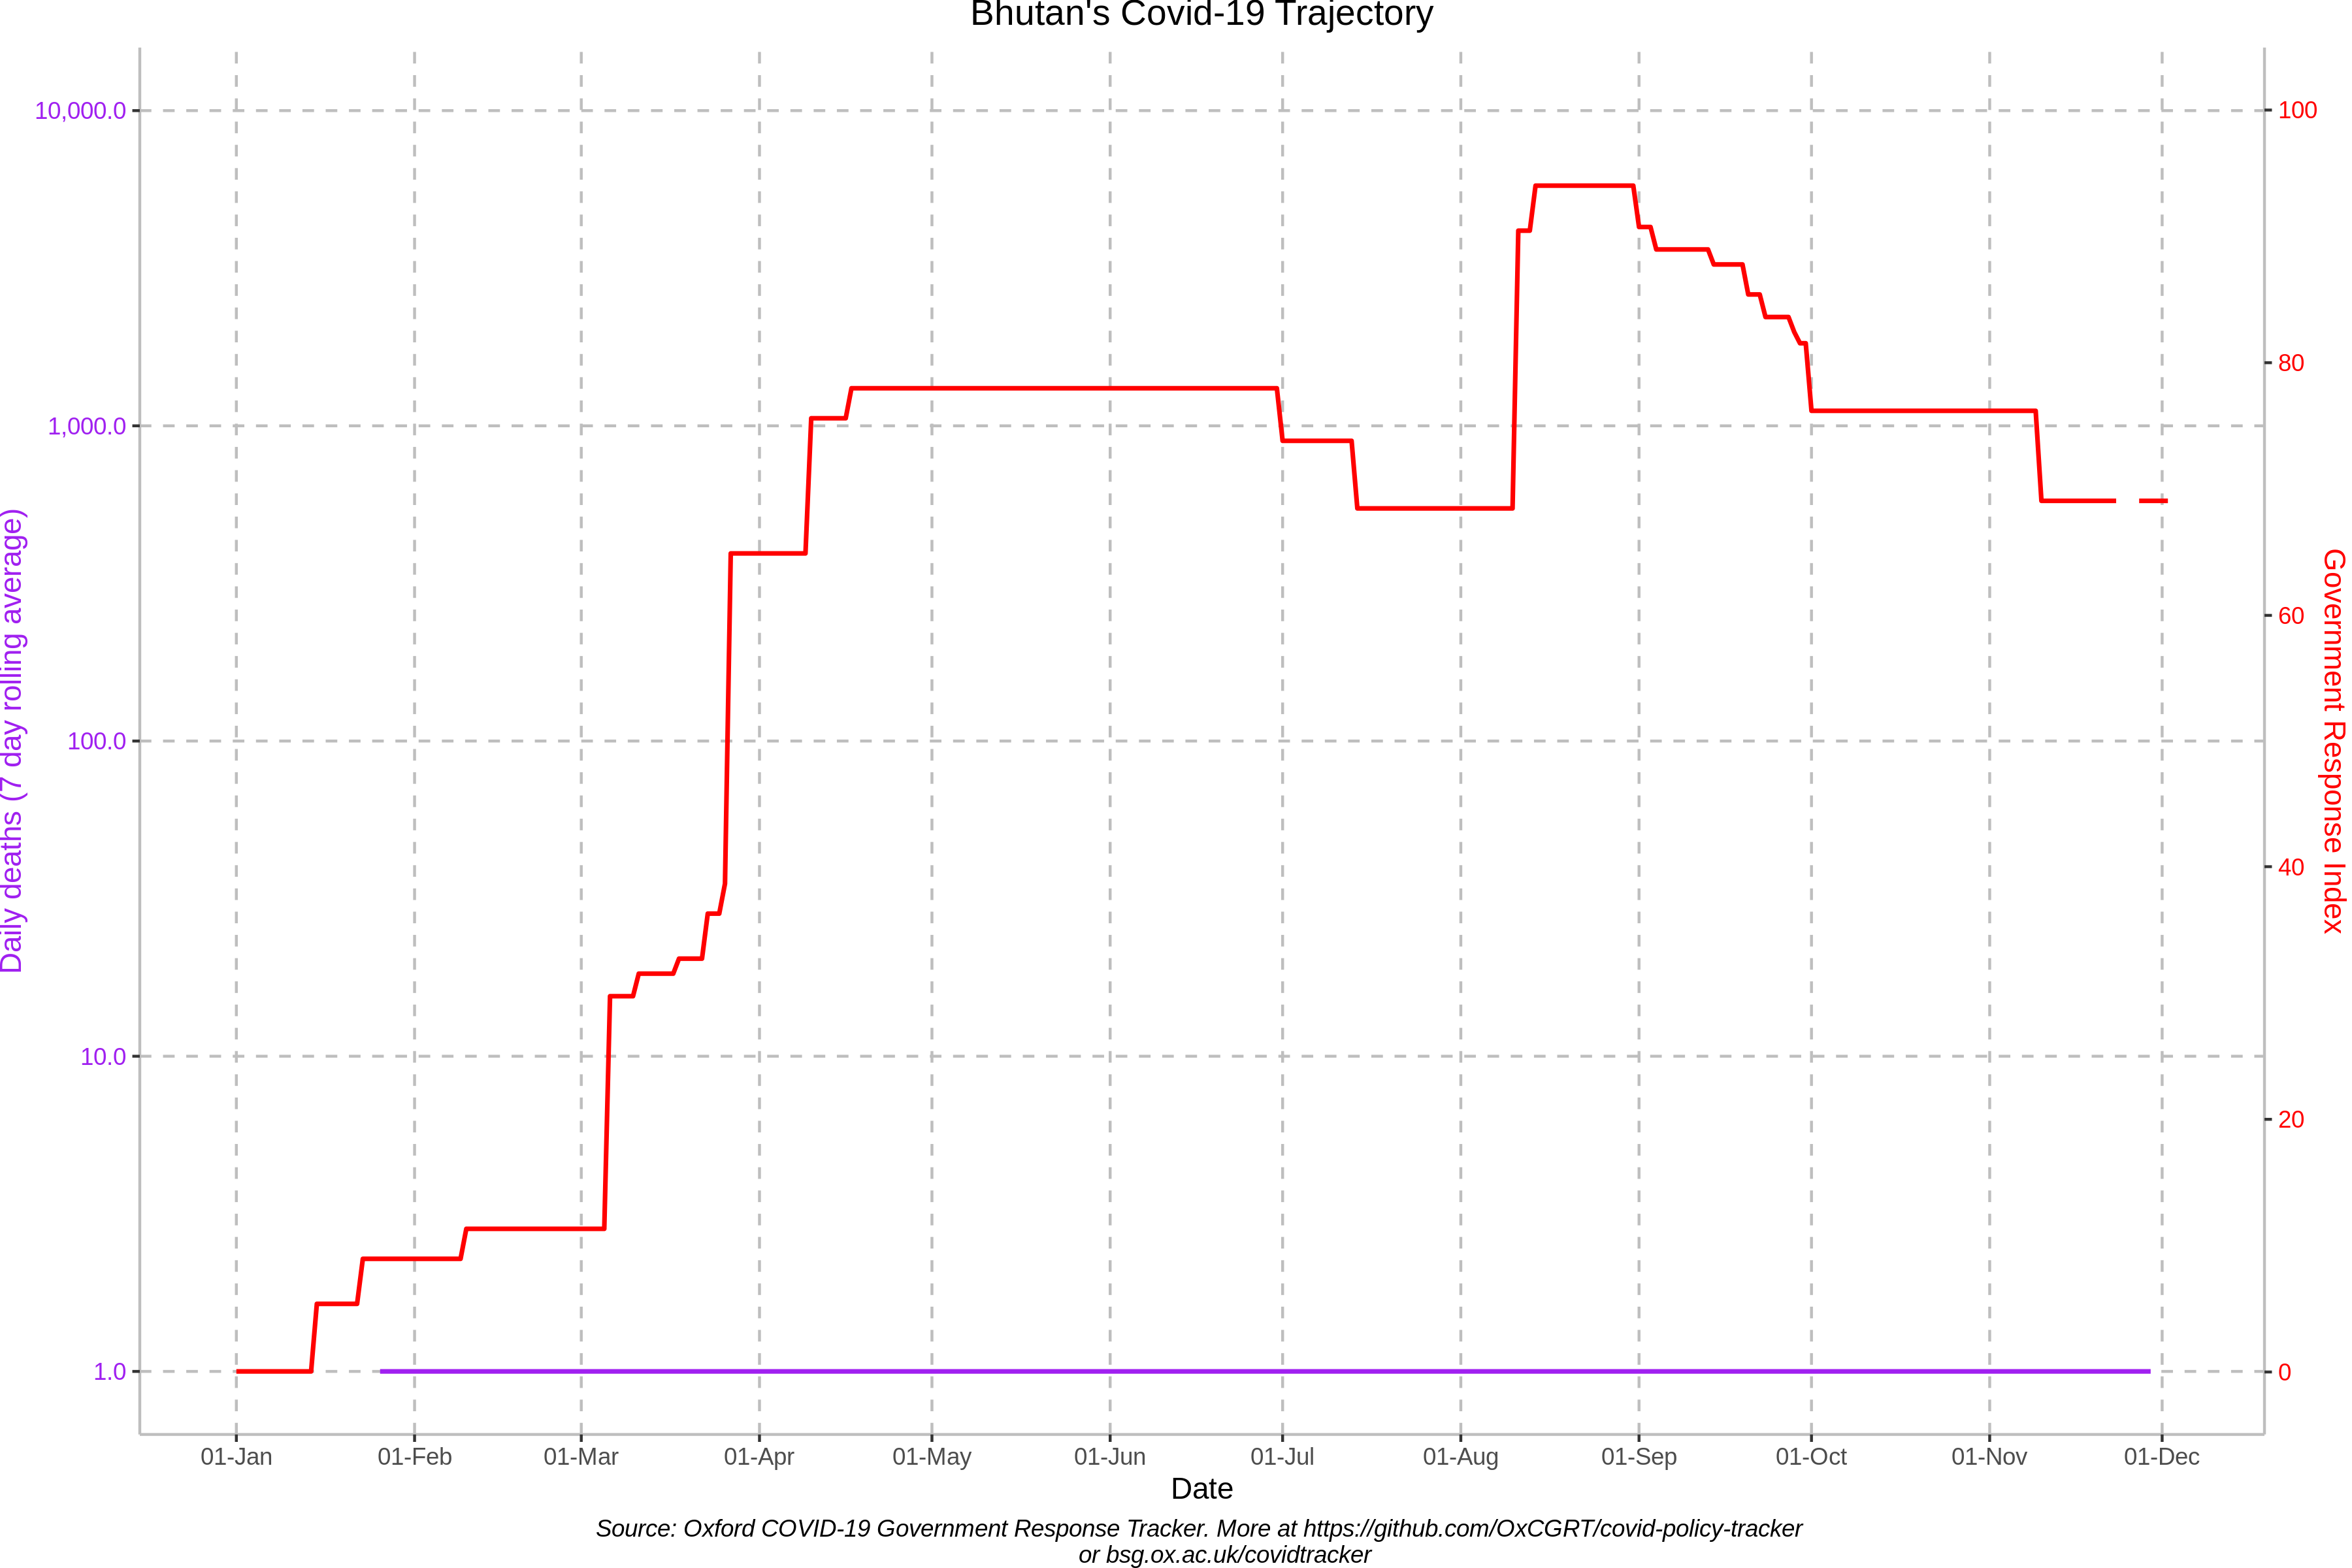 Bhutan's Covid-19 Trajectory
10,000.0
1,000.0
100.0
10.0
1.0
Daily deaths (7 day rolling average)
100
80
60
40
20
0
Government Response Index
01-Jan 01-Feb 01-Mar 01-Apr 01-May 01-Jun 01-Jul 01-Aug 01-Sep 01-Oct 01-Nov 01-Dec
Date
Source: Oxford COVID-19 Government Response Tracker. More at https://github.com/OxCGRT/covid-policy-tracker
or bsg.ox.ac.uk/covidtracker